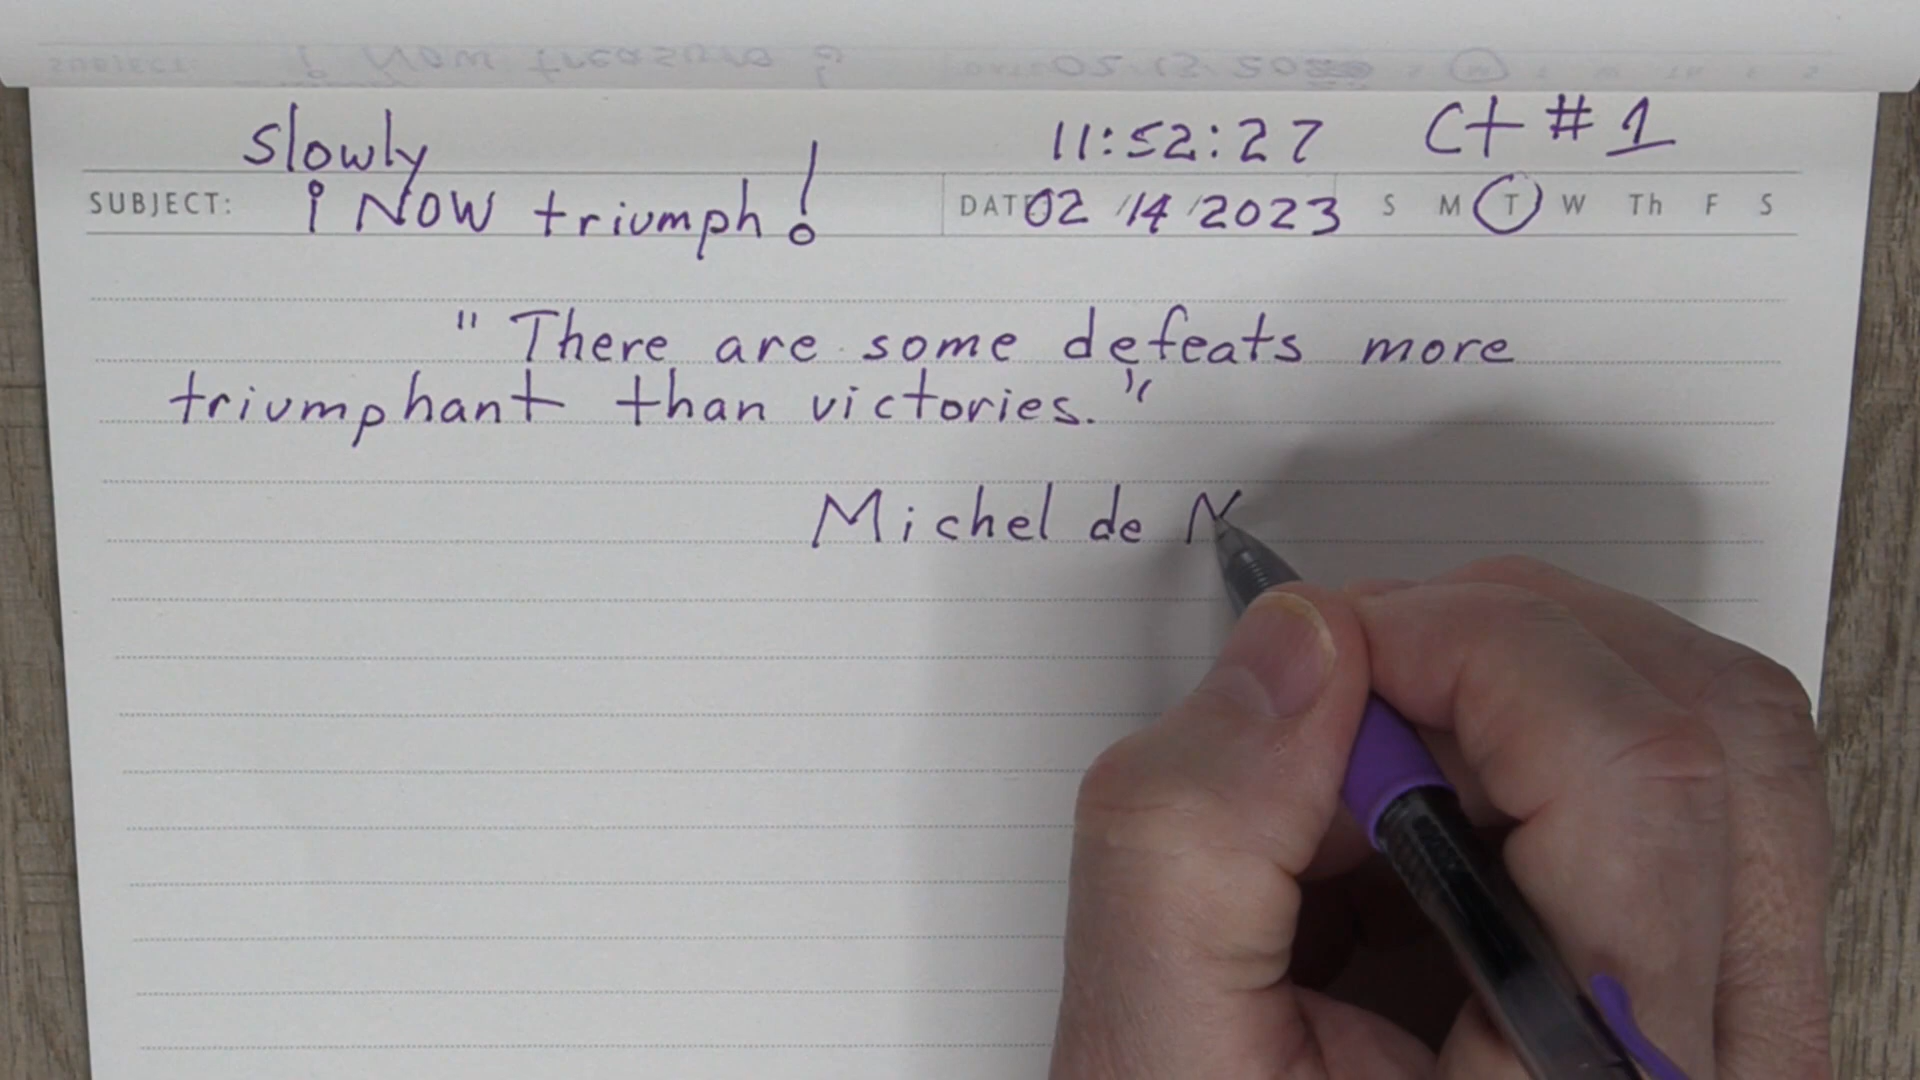 slowly 11:52:27 Ct # 1
SUBJECT: i NOW triumph! DATE 02/14/2023 S M T W Th F S
"There are some defeats more
triumphant than victories."
Michel de